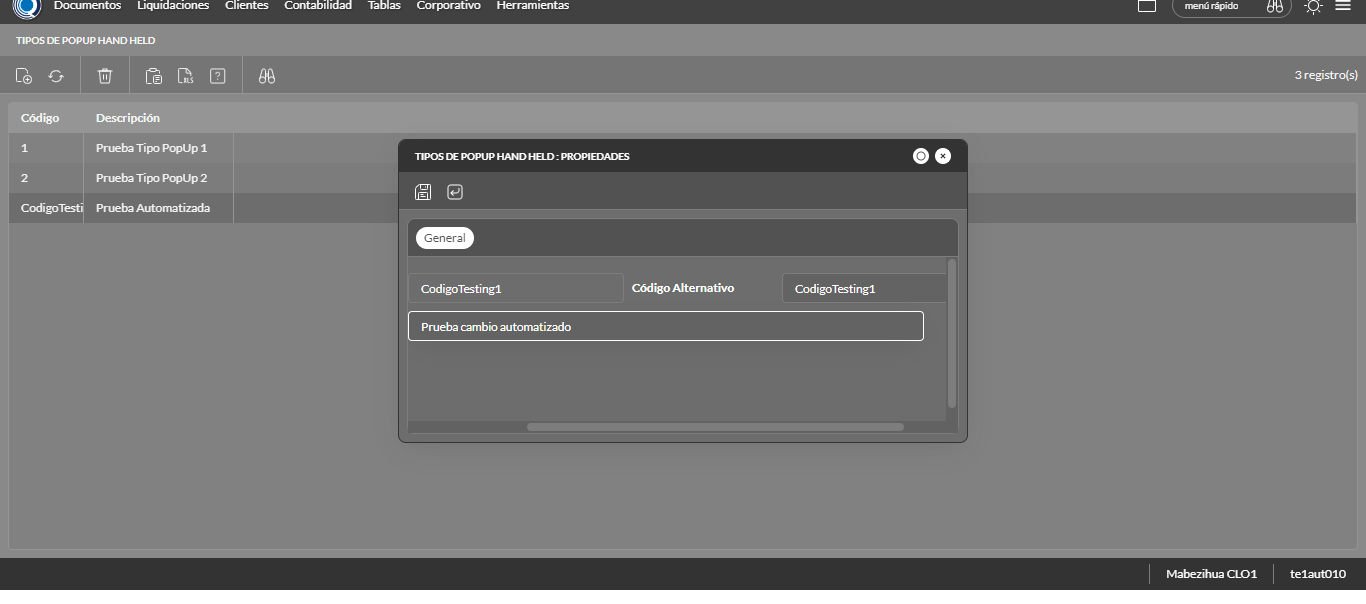 Documentos Liquidaciones Clientes Contabilidad Tablas Corporativo Herramientas menú rápido
TIPOS DE POPUP HAND HELD
XLS ? 3 registro(s)
Código Descripción
1 Prueba Tipo PopUp 1
2 Prueba Tipo PopUp 2
CodigoTesti Prueba Automatizada
TIPOS DE POPUP HAND HELD : PROPIEDADES
General
CodigoTesting1 Código Alternativo CodigoTesting1
Prueba cambio automatizado
Mabezihua CLO1 te1aut010